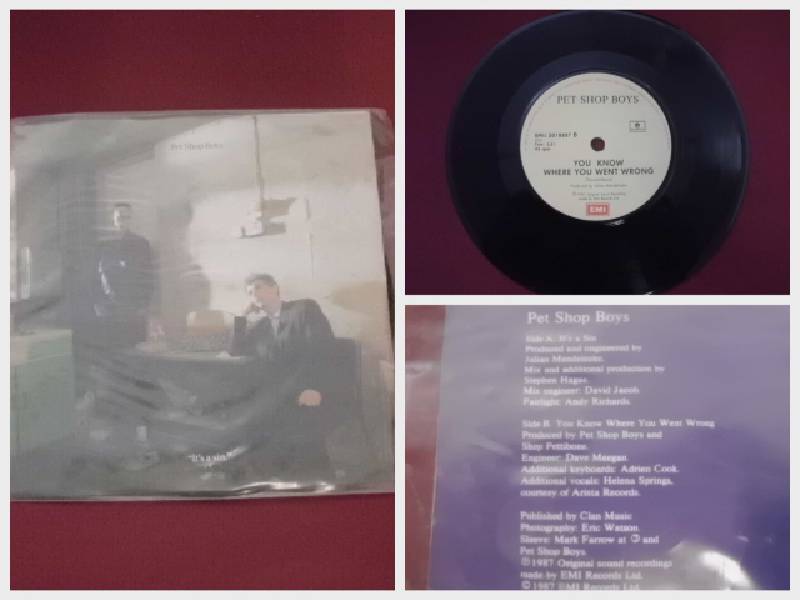 Pet Shop Boys
"It's a sin"
PET SHOP BOYS
45 rpm
YOU KNOW
WHERE YOU WENT WRONG
EMI
Pet Shop Boys
Side A: It's a Sin
Produced and engineered by
Julian Mendelsohn.
Mix and additional production by
Stephen Hague.
Mix engineer: David Jacob.
Fairlight: Andy Richards.
Side B: You Know Where You Went Wrong
Produced by Pet Shop Boys and
Shep Pettibone.
Engineer: Dave Meegan.
Additional keyboards: Adrien Cook.
Additional vocals: Helena Springs,
courtesy of Arista Records.
Published by Cian Music
Photography: Eric Watson.
Sleeve: Mark Farrow at ③ and
Pet Shop Boys
℗ 1987 Original sound recordings
made by EMI Records Ltd.
© 1987 EMI Records Ltd.